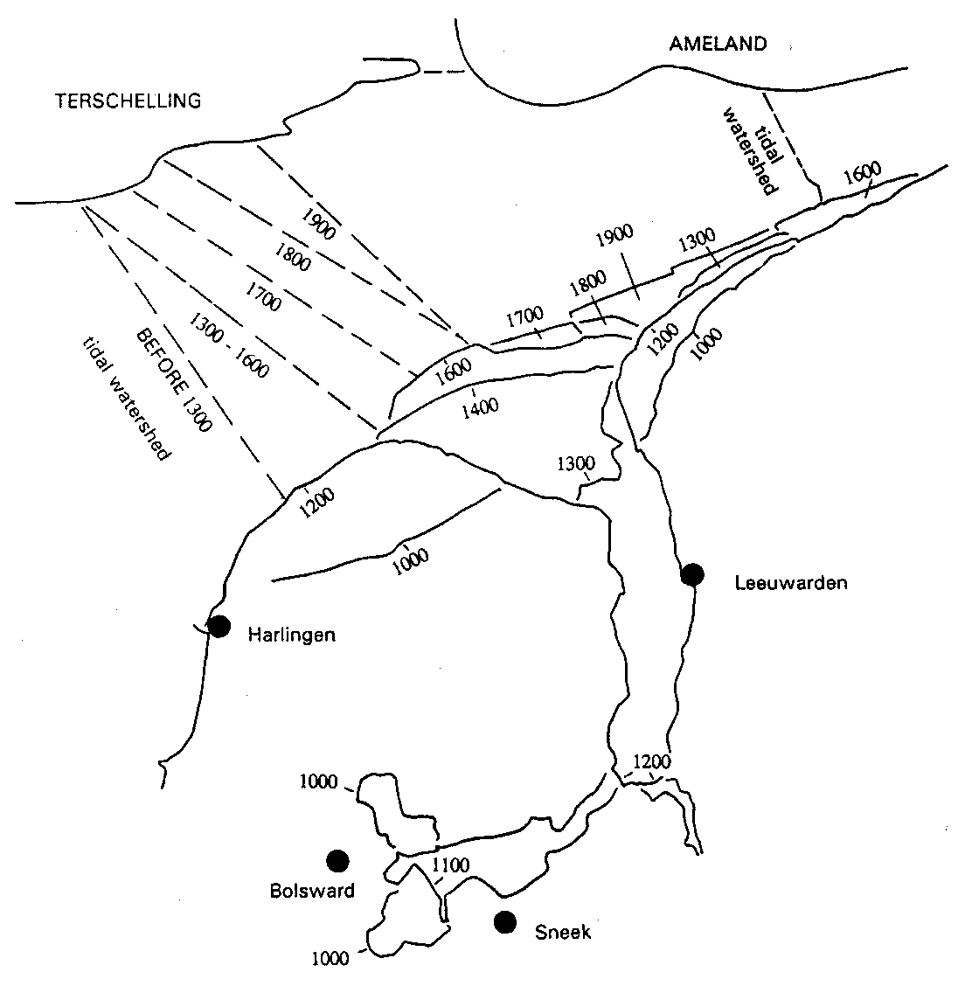 AMELAND
TERSCHELLING
tidal
watershed
1600
1900
1900
1300
1800
1800
1700
1700
1300 - 1600
BEFORE 1300
tidal watershed
1200
1000
1600
1400
1300
1200
1000
Leeuwarden
Harlingen
1200
1000
1100
Bolsward
Sneek
1000